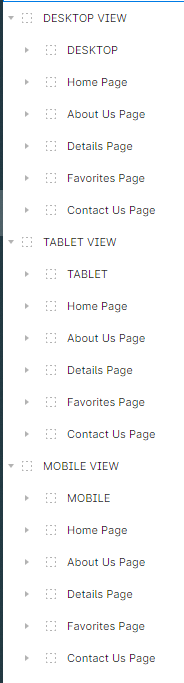 DESKTOP VIEW
DESKTOP
Home Page
About Us Page
Details Page
Favorites Page
Contact Us Page
TABLET VIEW
TABLET
Home Page
About Us Page
Details Page
Favorites Page
Contact Us Page
MOBILE VIEW
MOBILE
Home Page
About Us Page
Details Page
Favorites Page
Contact Us Page